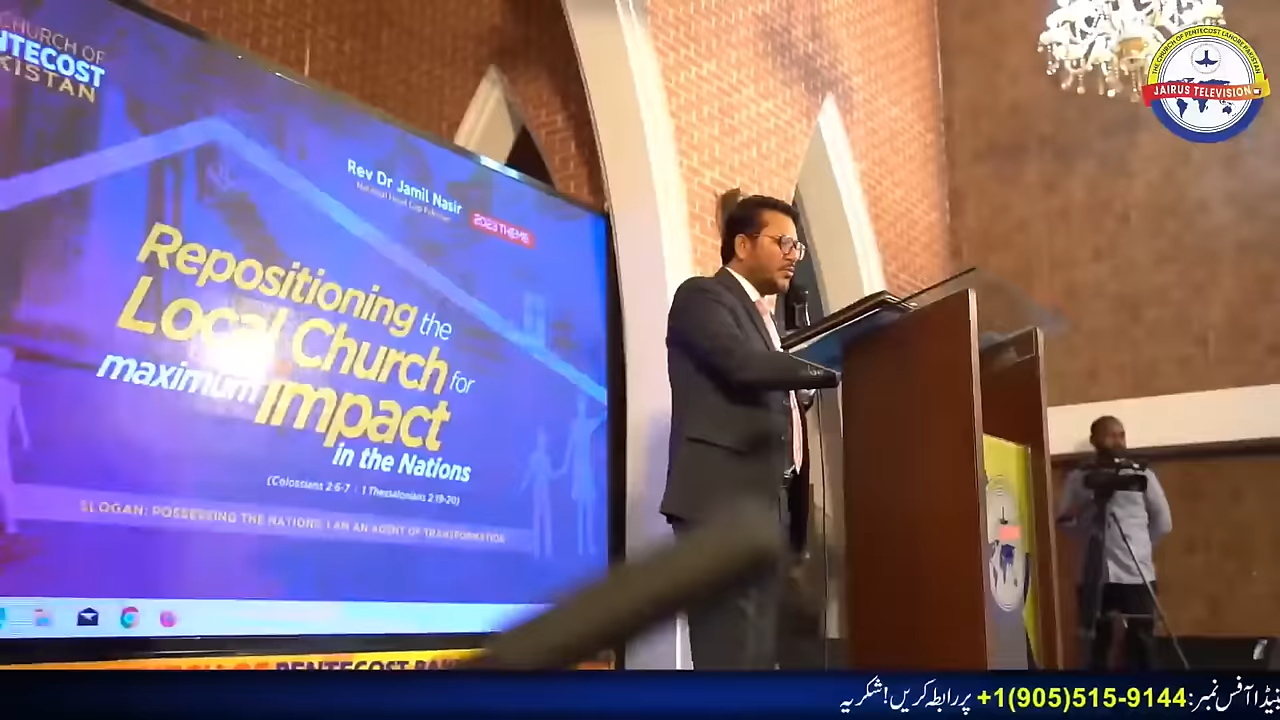 CHURCH OF
NTECOST
KISTAN
Rev Dr Jamil Nasir
2023 THEME
Repositioning the
Local Church for
maximum impact
in the Nations
(Colossians 2:6-7 | 1 Thessalonians 2:19-20)
SLOGAN: POSSESSING THE NATIONS, I AM AN AGENT OF TRANSFORMATION
PENTECOST
THE CHURCH OF PENTECOST LAHORE PAKISTAN
JAIRUS TELEVISION
آفس نمبر: +1(905)515-9144 پر رابطہ کریں! شکریہ